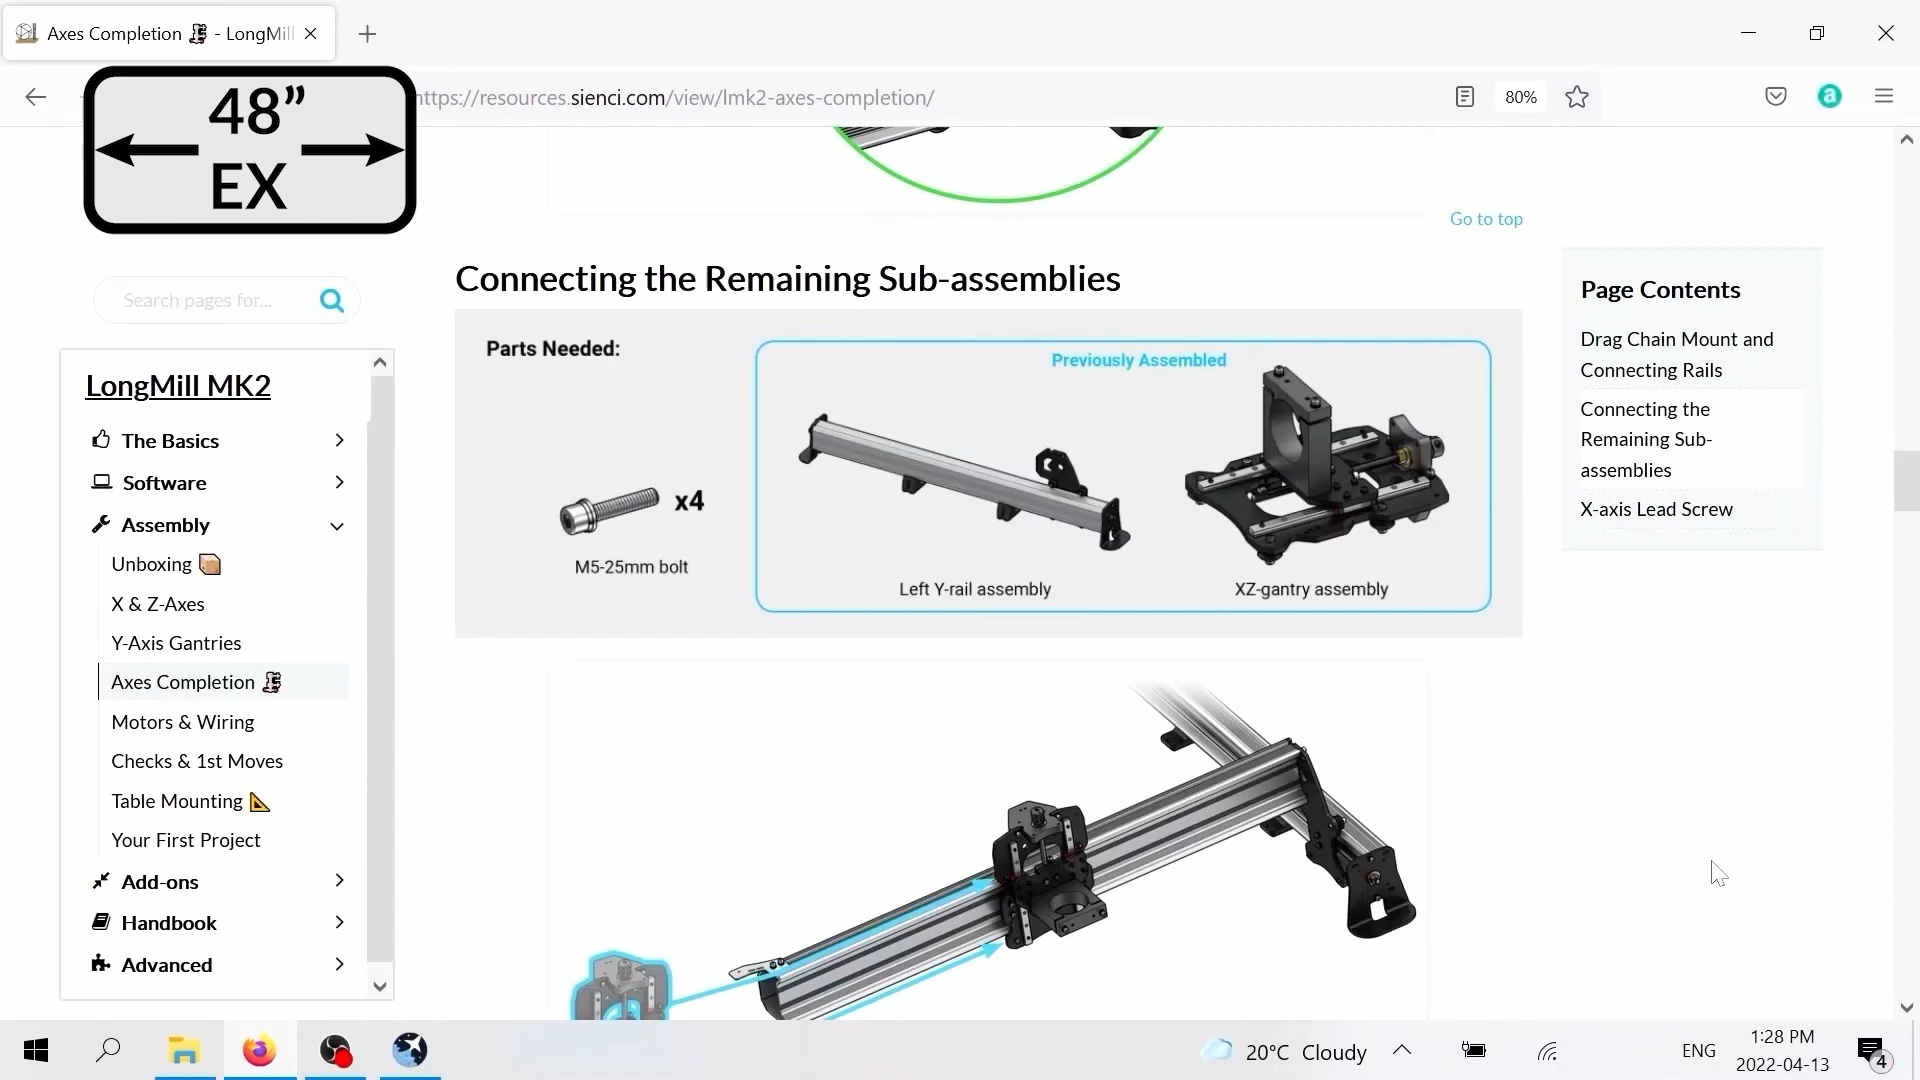 Axes Completion - LongMill
48”
EX
https://resources.sienci.com/view/lmk2-axes-completion/
80%
a
Go to top
Search pages for...
LongMill MK2
The Basics
Software
Assembly
Unboxing
X & Z-Axes
Y-Axis Gantries
Axes Completion
Motors & Wiring
Checks & 1st Moves
Table Mounting
Your First Project
Add-ons
Handbook
Advanced
Connecting the Remaining Sub-assemblies
Parts Needed:
Previously Assembled
x4
M5-25mm bolt
Left Y-rail assembly
XZ-gantry assembly
Page Contents
Drag Chain Mount and
Connecting Rails
Connecting the
Remaining Sub-
assemblies
X-axis Lead Screw
20°C Cloudy
ENG
1:28 PM
2022-04-13
4